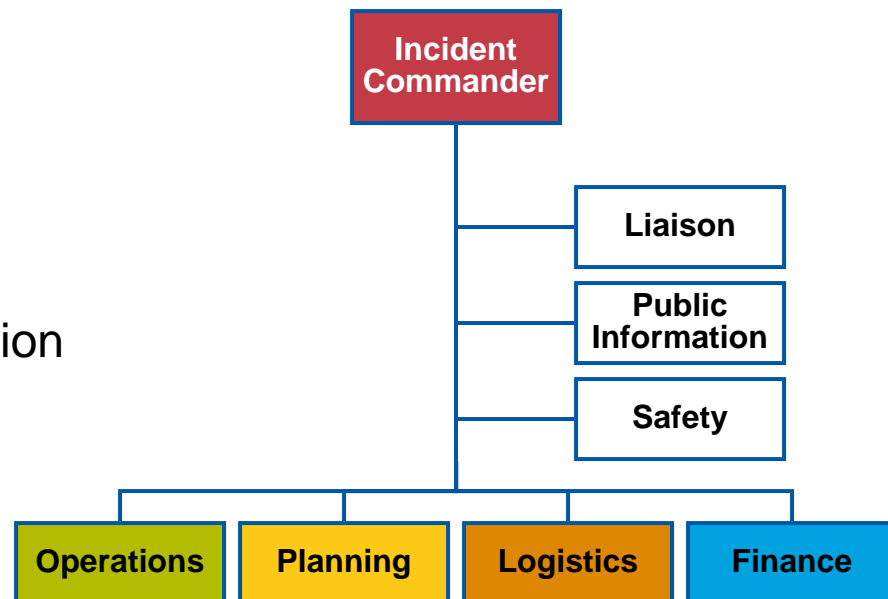 Incident
Commander
Liaison
Public
Information
ion
Safety
Operations Planning Logistics Finance